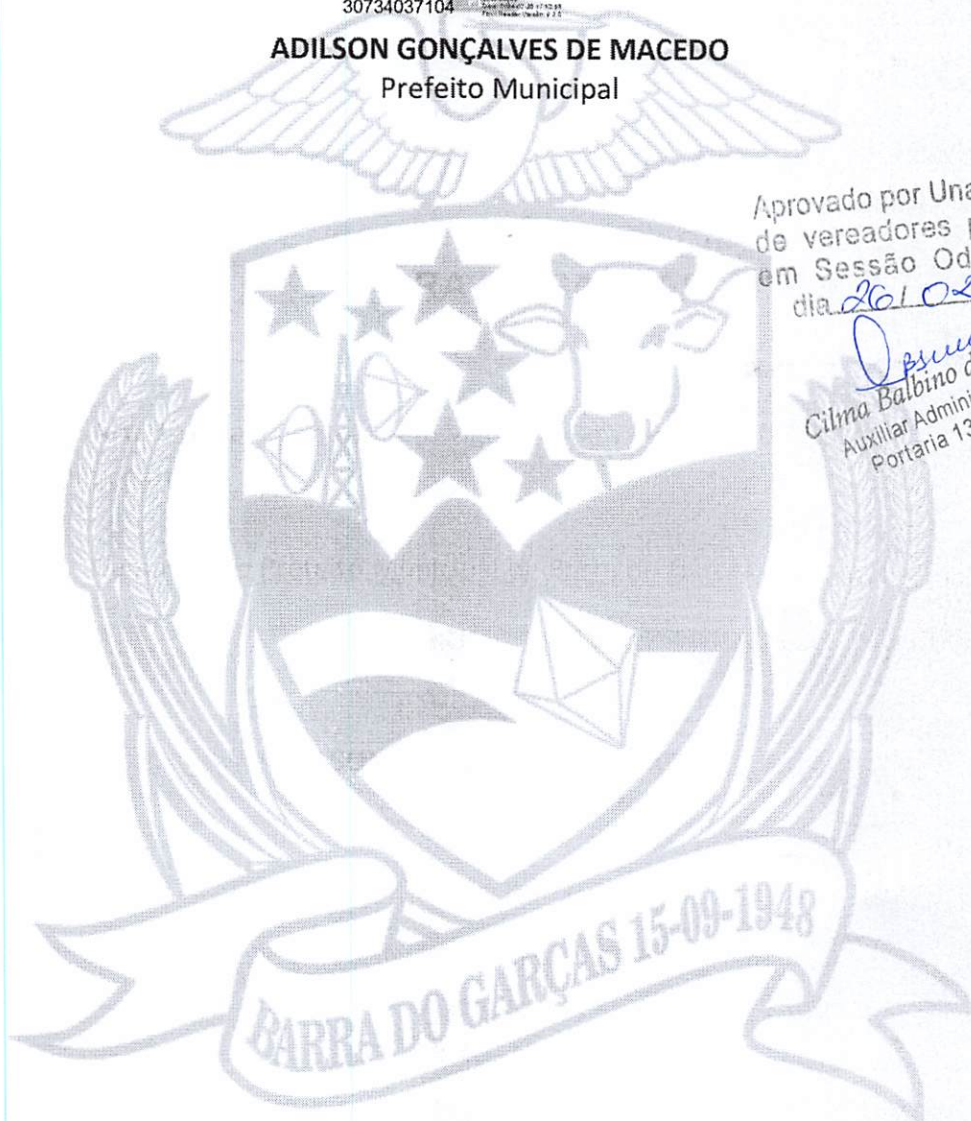 30734037104
ADILSON GONÇALVES DE MACEDO
Prefeito Municipal
Aprovado por Una
de vereadores
em Sessão Od
dia 26/02
Cilma Balbino d
Auxiliar Admini
Portaria 13
BARRA DO GARÇAS 15-09-1948